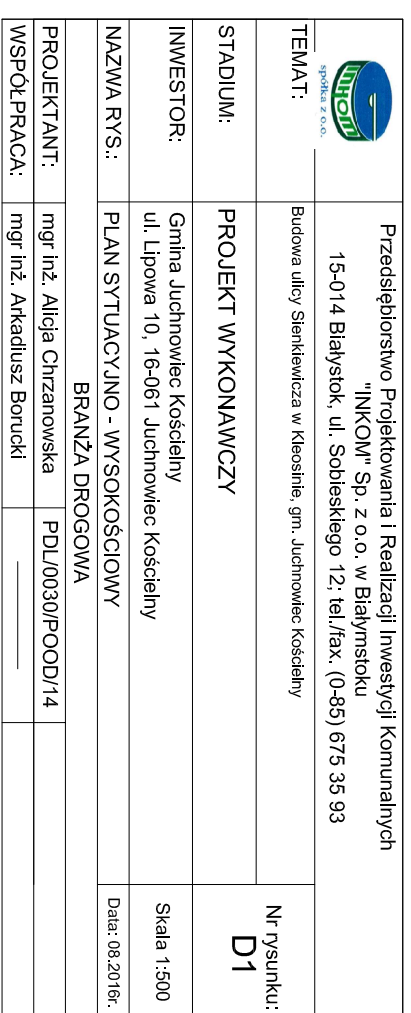 INKOM
spółka z o.o.
Przedsiębiorstwo Projektowania i Realizacji Inwestycji Komunalnych
"INKOM" Sp. z o.o. w Białymstoku
15-014 Białystok, ul. Sobieskiego 12; tel./fax. (0-85) 675 35 93
TEMAT:
Budowa ulicy Sienkiewicza w Kleosinie, gm. Juchnowiec Kościelny
STADIUM:
PROJEKT WYKONAWCZY
Nr rysunku:
D1
INWESTOR:
Gmina Juchnowiec Kościelny
ul. Lipowa 10, 16-061 Juchnowiec Kościelny
Skala 1:500
NAZWA RYS.:
PLAN SYTUACYJNO - WYSOKOŚCIOWY
Data: 08.2016r.
BRANŻA DROGOWA
PROJEKTANT:
mgr inż. Alicja Chrzanowska
PDL/0030/POOD/14
WSPÓŁPRACA:
mgr inż. Arkadiusz Borucki